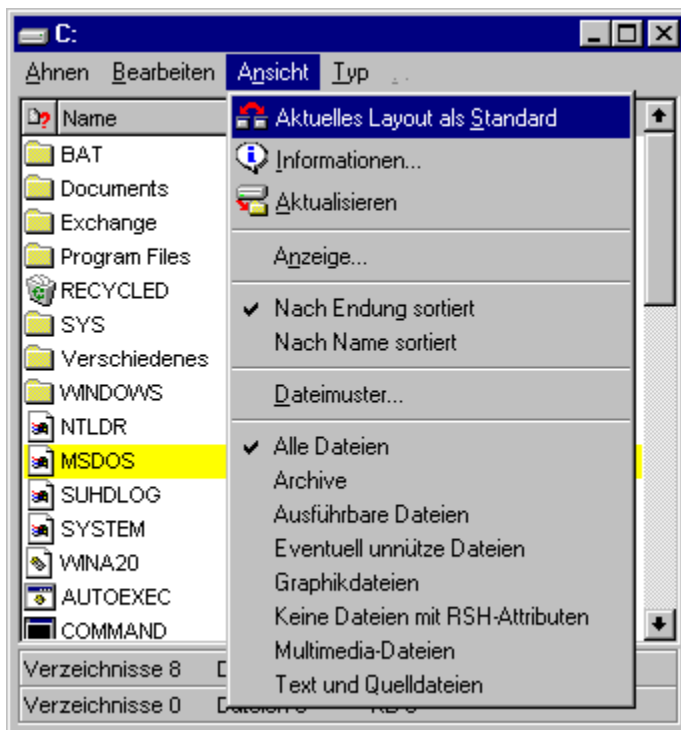 C:
Ahnen Bearbeiten Ansicht Typ
Name
BAT
Documents
Exchange
Program Files
RECYCLED
SYS
Verschiedenes
WINDOWS
NTLDR
MSDOS
SUHDLOG
SYSTEM
WINA20
AUTOEXEC
COMMAND
Aktuelles Layout als Standard
Informationen...
Aktualisieren
Anzeige...
Nach Endung sortiert
Nach Name sortiert
Dateimuster...
Alle Dateien
Archive
Ausführbare Dateien
Eventuell unnütze Dateien
Graphikdateien
Keine Dateien mit RSH-Attributen
Multimedia-Dateien
Text und Quelldateien
Verzeichnisse 8
Verzeichnisse 0